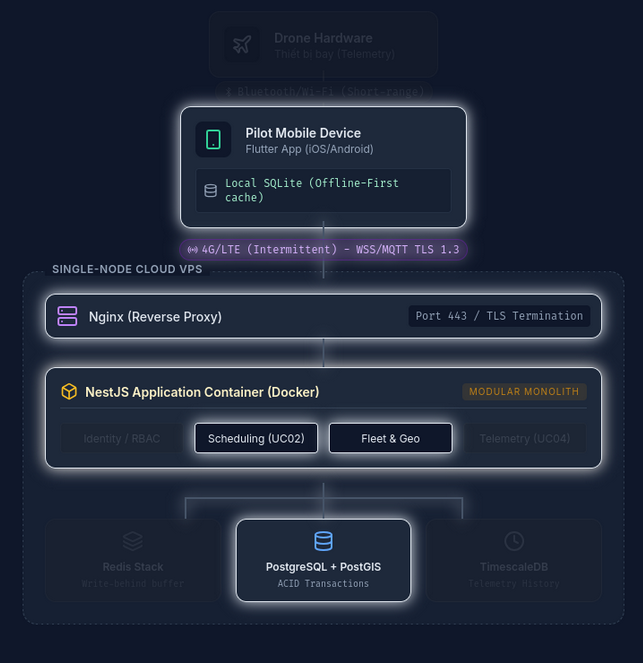 Drone Hardware
Thiết bị bay (Telemetry)
Bluetooth/Wi-Fi (Short-range)
Pilot Mobile Device
Flutter App (iOS/Android)
Local SQLite (Offline-First
cache)
4G/LTE (Intermittent) - WSS/MQTT TLS 1.3
SINGLE-NODE CLOUD VPS
Nginx (Reverse Proxy)
Port 443 / TLS Termination
NestJS Application Container (Docker)
MODULAR MONOLITH
Identity / RBAC
Scheduling (UC02)
Fleet & Geo
Telemetry (UC04)
Redis Stack
Write-behind buffer
PostgreSQL + PostGIS
ACID Transactions
TimescaleDB
Telemetry History